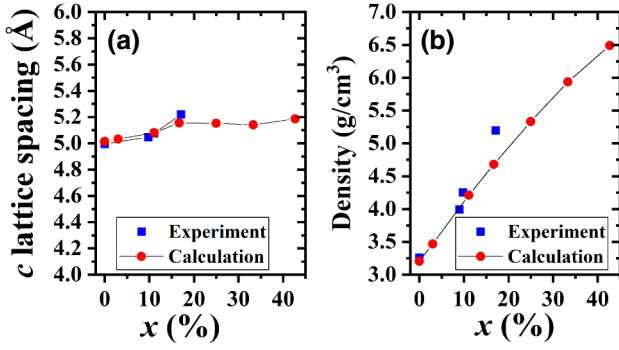 (a)
c lattice spacing (Å)
6.0
5.8
5.6
5.4
5.2
5.0
4.8
4.6
4.4
4.2
4.0
Experiment
Calculation
0 10 20 30 40
x (%)
(b)
Density (g/cm³)
7.0
6.5
6.0
5.5
5.0
4.5
4.0
3.5
3.0
Experiment
Calculation
0 10 20 30 40
x (%)